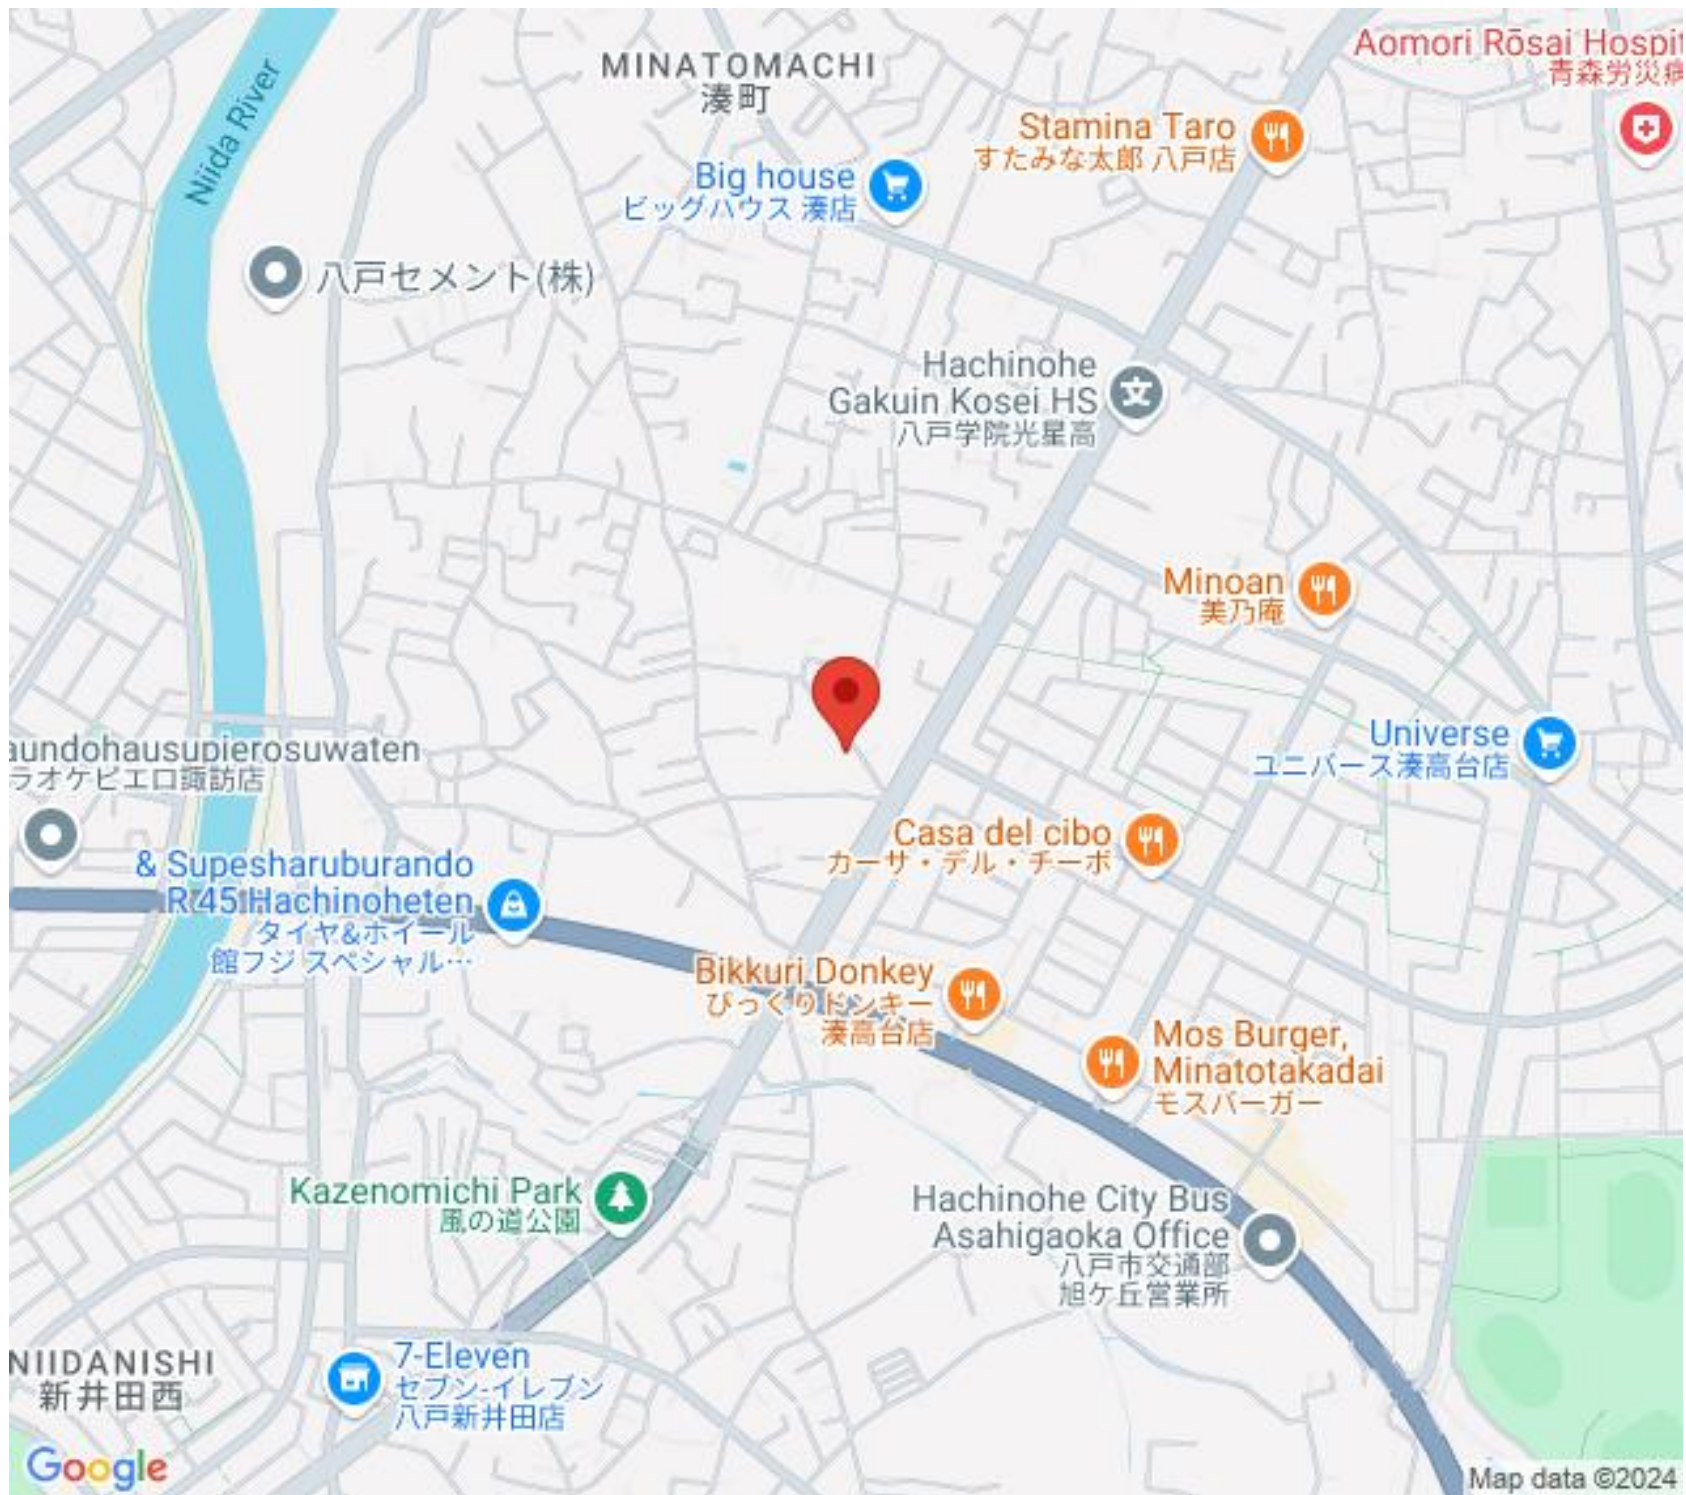 Aomori Rōsai Hospit
青森労災病
MINATOMACHI
湊町
Niida River
Stamina Taro
すたみな太郎 八戸店
Big house
ビッグハウス 湊店
八戸セメント(株)
Hachinohe
Gakuin Kosei HS
八戸学院光星高
Minoan
美乃庵
Universe
ユニバース湊高台店
aundohausupierosuwaten
ラオケピエロ諏訪店
Casa del cibo
カーサ・デル・チーボ
& Supesharuburando
R 45 Hachinoheten
タイヤ&ホイール
館フジ スペシャル…
Bikkuri Donkey
びっくりドンキー
湊高台店
Mos Burger,
Minatotakadai
モスバーガー
Kazenomichi Park
風の道公園
Hachinohe City Bus
Asahigaoka Office
八戸市交通部
旭ケ丘営業所
NIIDANISHI
新井田西
7-Eleven
セブン-イレブン
八戸新井田店
Google
Map data ©2024